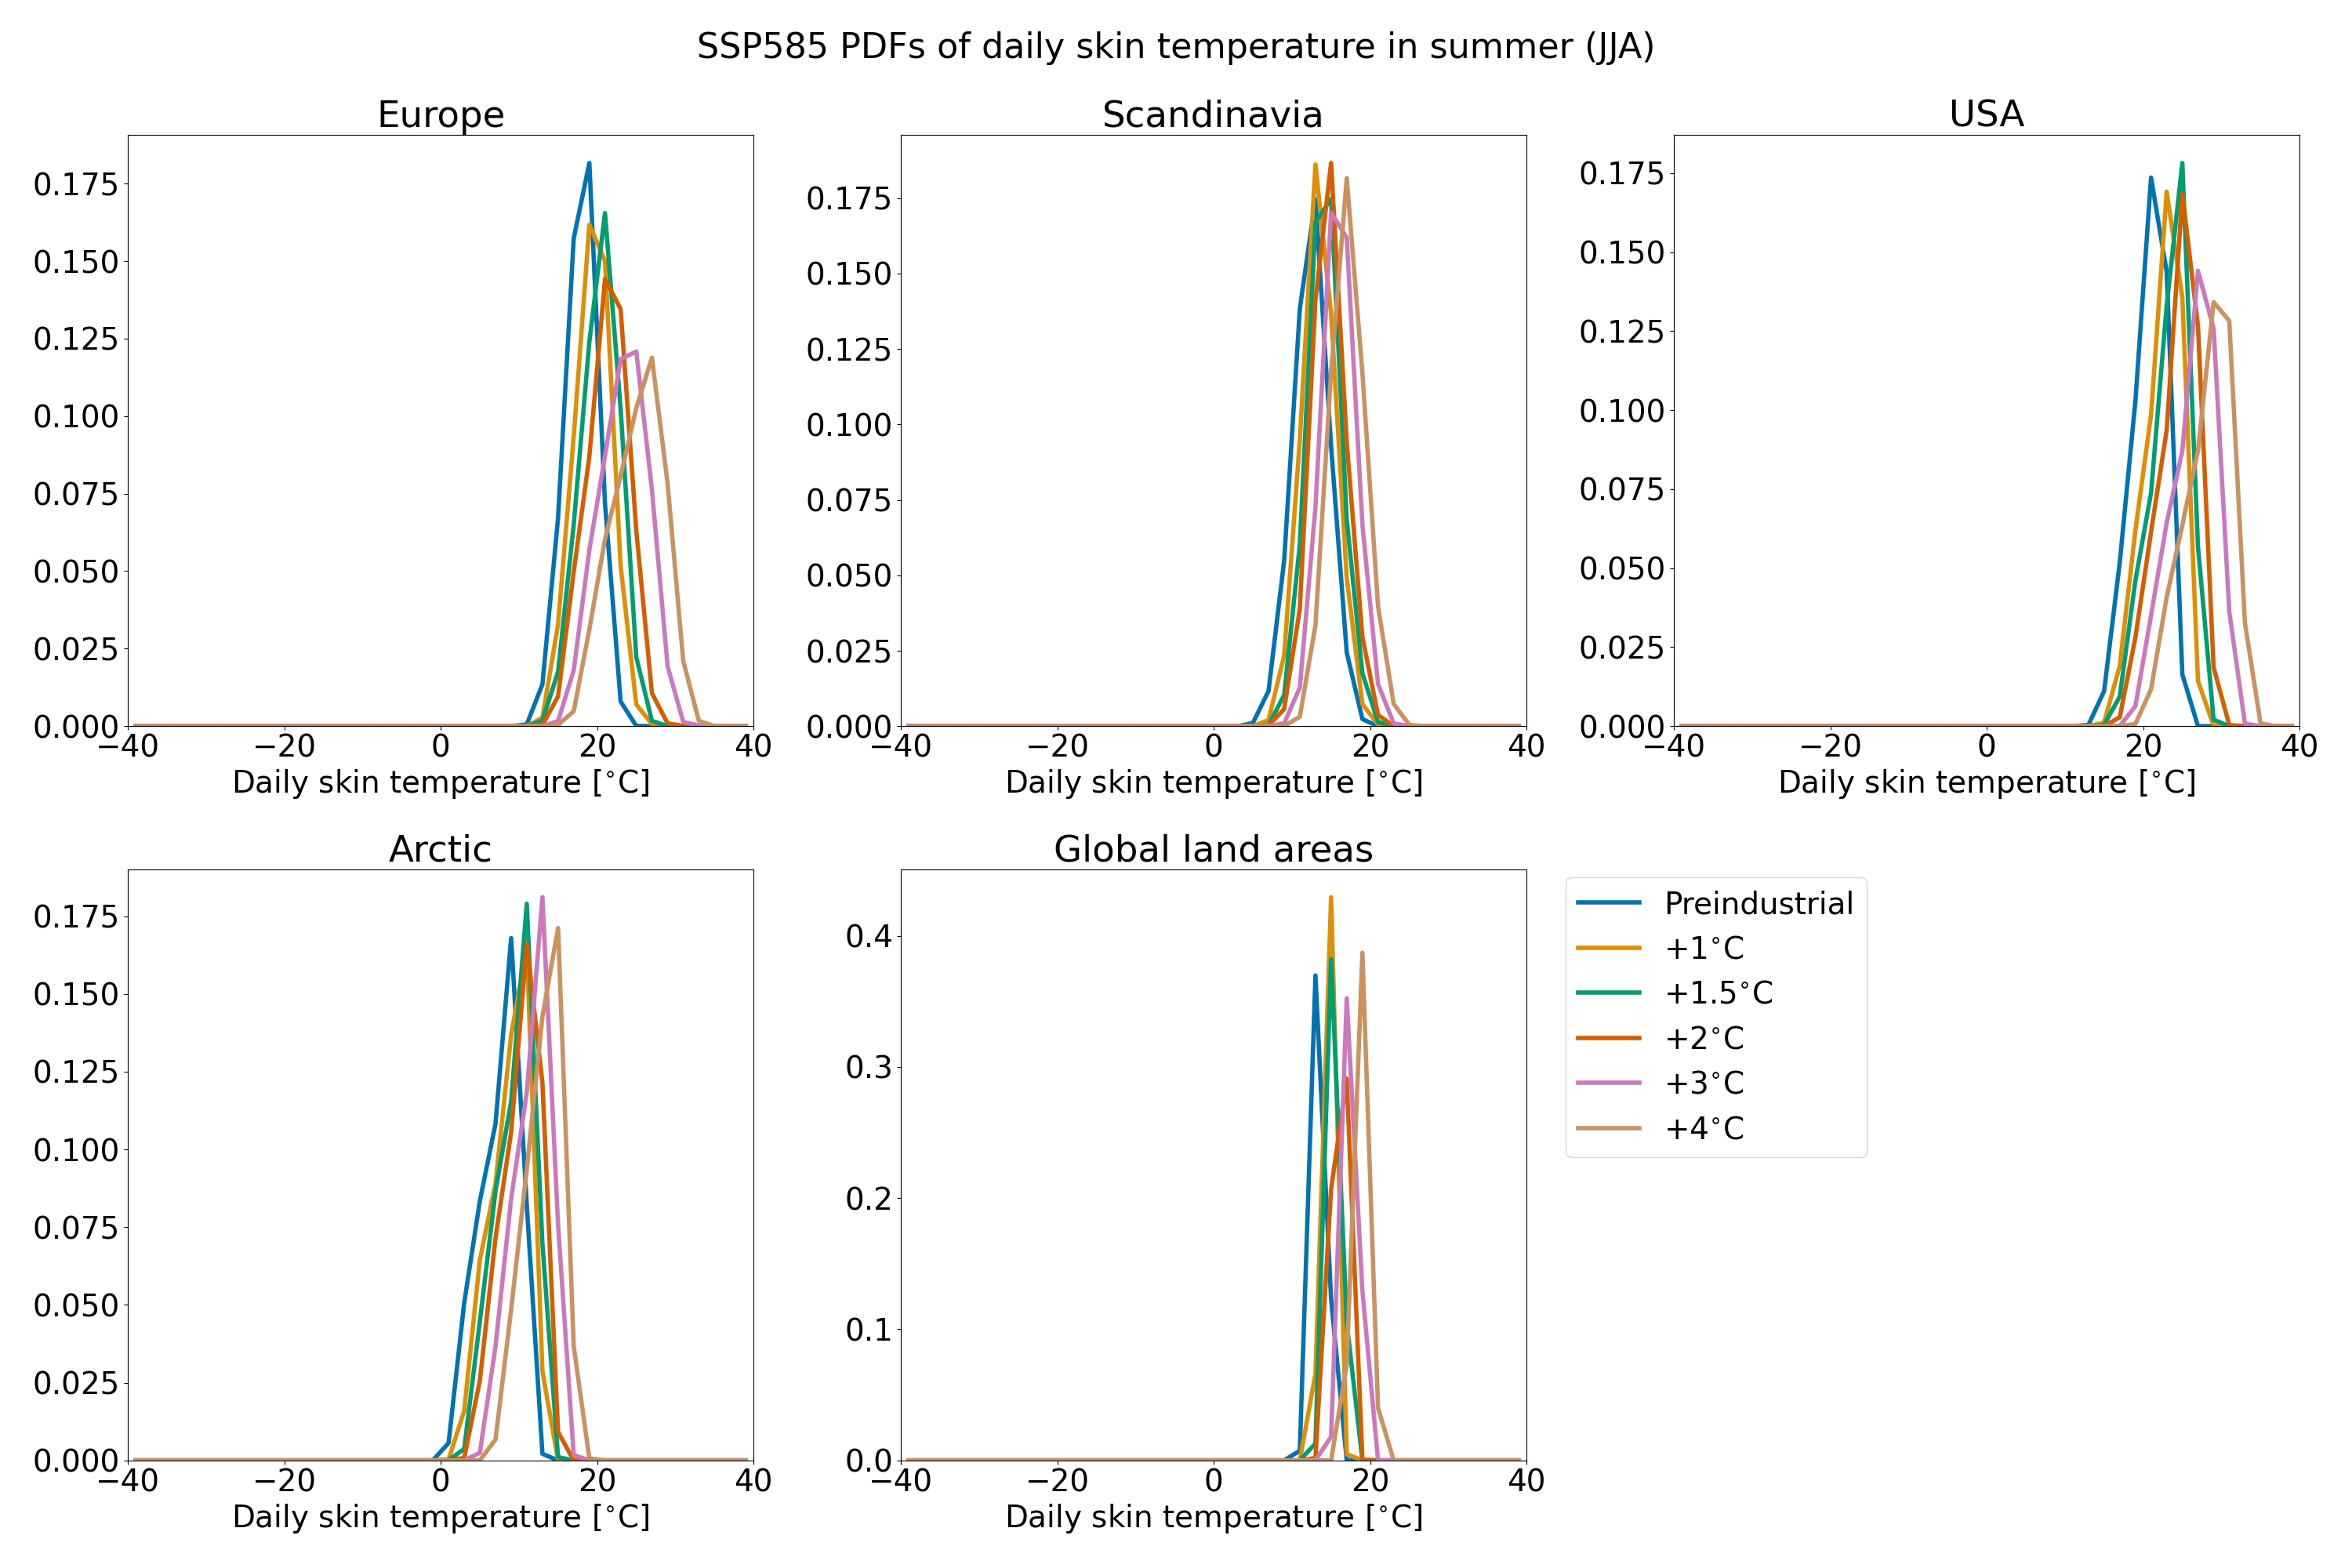 SSP585 PDFs of daily skin temperature in summer (JJA)
Europe
0.175
0.150
0.125
0.100
0.075
0.050
0.025
0.000
−40 −20 0 20 40
Daily skin temperature [°C]
Scandinavia
0.175
0.150
0.125
0.100
0.075
0.050
0.025
0.000
−40 −20 0 20 40
Daily skin temperature [°C]
USA
0.175
0.150
0.125
0.100
0.075
0.050
0.025
0.000
−40 −20 0 20 40
Daily skin temperature [°C]
Arctic
0.175
0.150
0.125
0.100
0.075
0.050
0.025
0.000
−40 −20 0 20 40
Daily skin temperature [°C]
Global land areas
0.4
0.3
0.2
0.1
0.0
−40 −20 0 20 40
Daily skin temperature [°C]
Preindustrial
+1°C
+1.5°C
+2°C
+3°C
+4°C